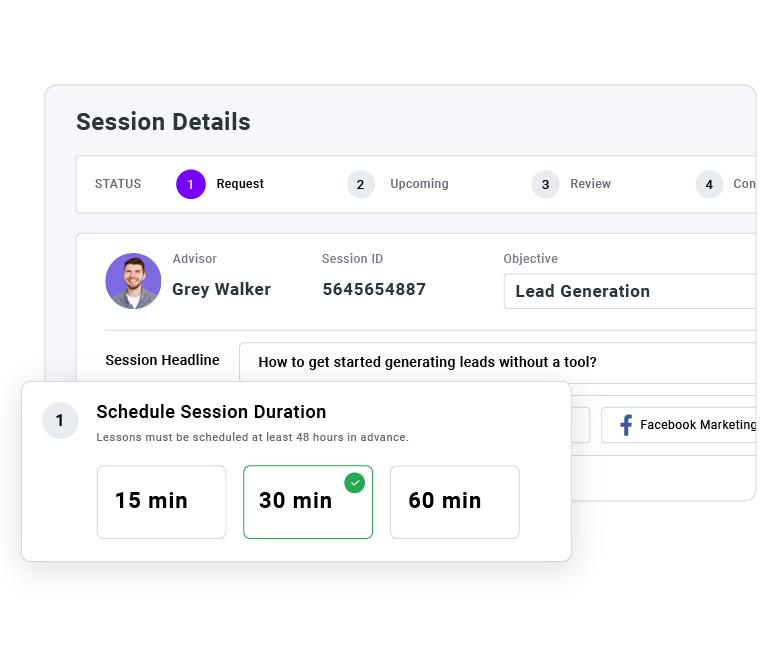 Session Details
STATUS 1 Request 2 Upcoming 3 Review 4 Con
Advisor Session ID Objective
Grey Walker 5645654887 Lead Generation
Session Headline How to get started generating leads without a tool?
Facebook Marketing
1 Schedule Session Duration
Lessons must be scheduled at least 48 hours in advance.
15 min 30 min 60 min